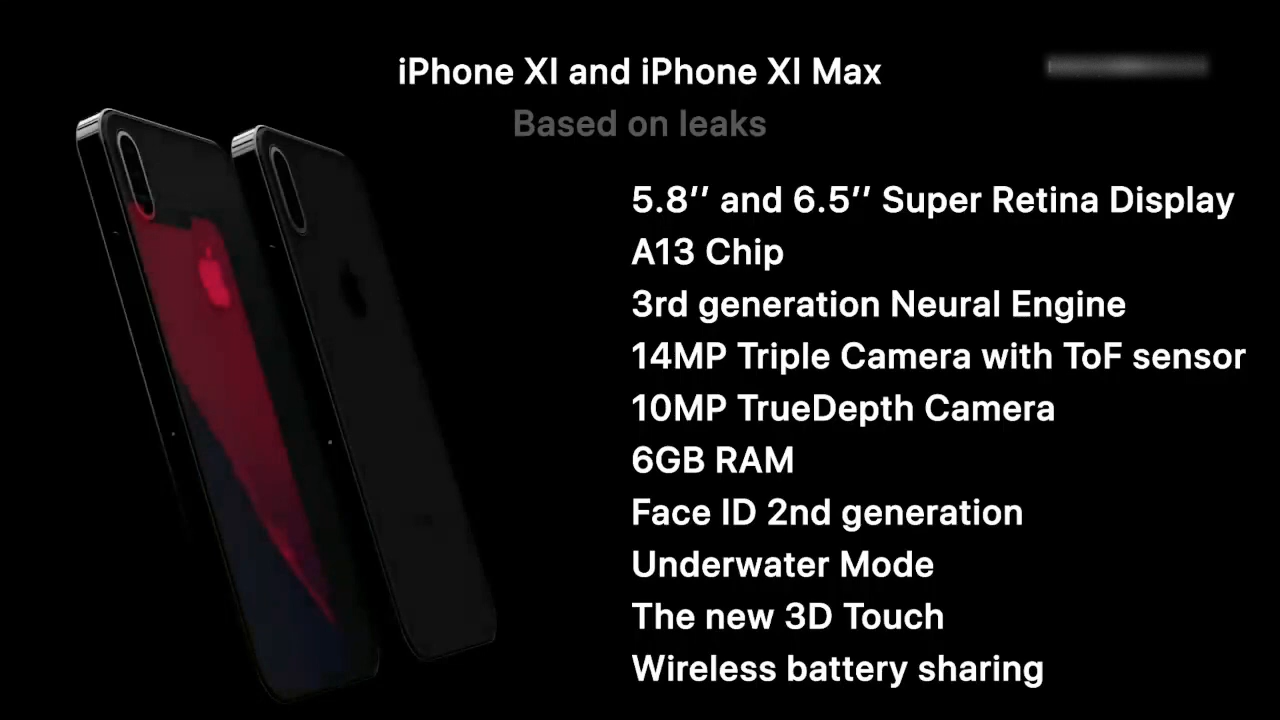 iPhone XI and iPhone XI Max
Based on leaks
5.8′′ and 6.5′′ Super Retina Display
A13 Chip
3rd generation Neural Engine
14MP Triple Camera with ToF sensor
10MP TrueDepth Camera
6GB RAM
Face ID 2nd generation
Underwater Mode
The new 3D Touch
Wireless battery sharing